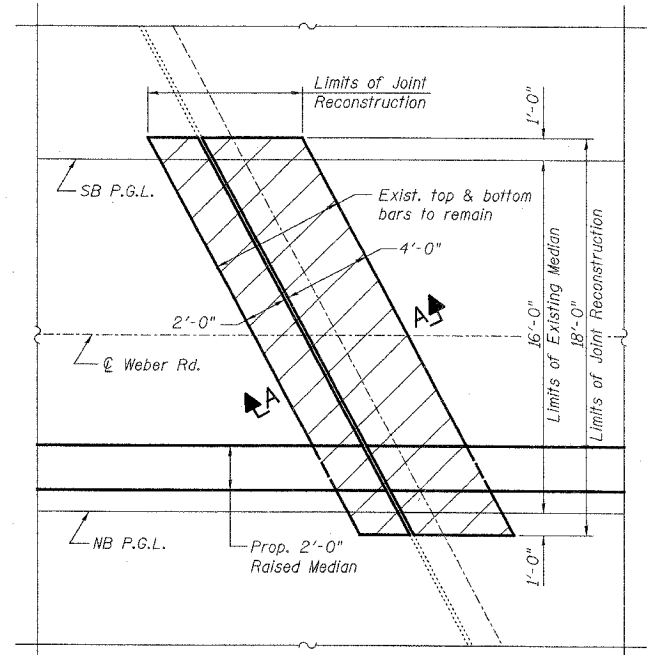 Limits of Joint
Reconstruction
1'-0"
SB P.G.L.
Exist. top & bottom
bars to remain
4'-0"
2'-0"
A
A
℄ Weber Rd.
16'-0"
Limits of Existing Median
18'-0"
Limits of Joint Reconstruction
NB P.G.L.
Prop. 2'-0"
Raised Median
1'-0"